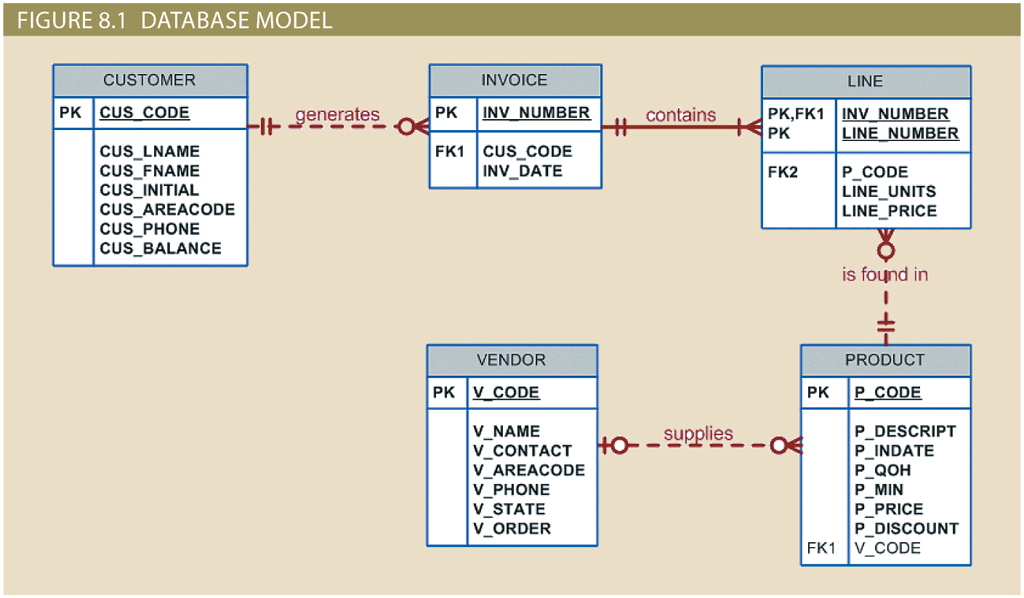 FIGURE 8.1 DATABASE MODEL
CUSTOMER
PK CUS_CODE
CUS_LNAME
CUS_FNAME
CUS_INITIAL
CUS_AREACODE
CUS_PHONE
CUS_BALANCE
generates
INVOICE
PK INV_NUMBER
FK1 CUS_CODE
INV_DATE
contains
LINE
PK,FK1 INV_NUMBER
PK LINE_NUMBER
FK2 P_CODE
LINE_UNITS
LINE_PRICE
is found in
VENDOR
PK V_CODE
V_NAME
V_CONTACT
V_AREACODE
V_PHONE
V_STATE
V_ORDER
supplies
PRODUCT
PK P_CODE
P_DESCRIPT
P_INDATE
P_QOH
P_MIN
P_PRICE
P_DISCOUNT
FK1 V_CODE